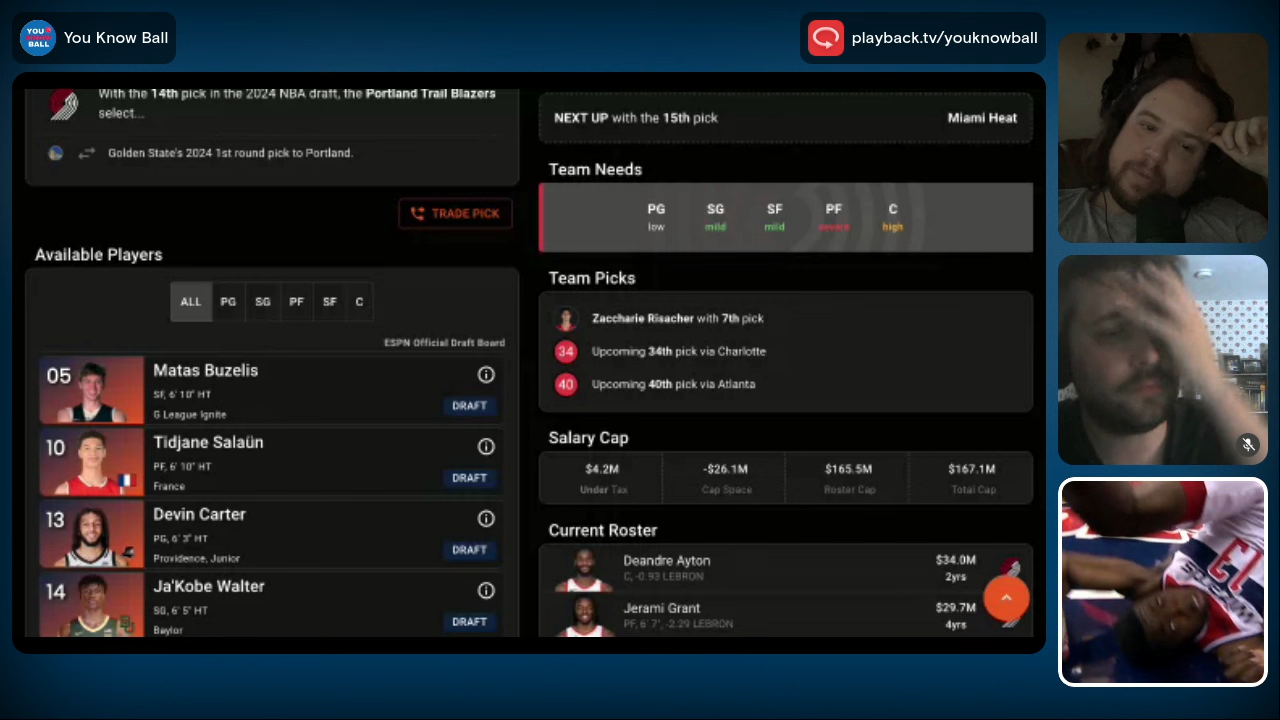 YOU KNOW BALL
You Know Ball
playback.tv/youknowball
With the 14th pick in the 2024 NBA draft, the Portland Trail Blazers
select...
Golden State's 2024 1st round pick to Portland.
TRADE PICK
Available Players
ALL PG SG PF SF C
ESPN Official Draft Board
05
Matas Buzelis
SF, 6' 10" HT
G League Ignite
DRAFT
10
Tidjane Salaün
PF, 6' 10" HT
France
DRAFT
13
Devin Carter
PG, 6' 3" HT
Providence, Junior
DRAFT
14
Ja'Kobe Walter
SG, 6' 5" HT
Baylor
DRAFT
NEXT UP with the 15th pick
Miami Heat
Team Needs
PG SG SF PF C
low mild mild severe high
Team Picks
Zaccharie Risacher with 7th pick
34 Upcoming 34th pick via Charlotte
40 Upcoming 40th pick via Atlanta
Salary Cap
$4.2M -$26.1M $165.5M $167.1M
Under Tax Cap Space Roster Cap Total Cap
Current Roster
Deandre Ayton
C, -0.93 LEBRON
$34.0M
2yrs
Jerami Grant
PF, 6' 7", -2.29 LEBRON
$29.7M
4yrs
13